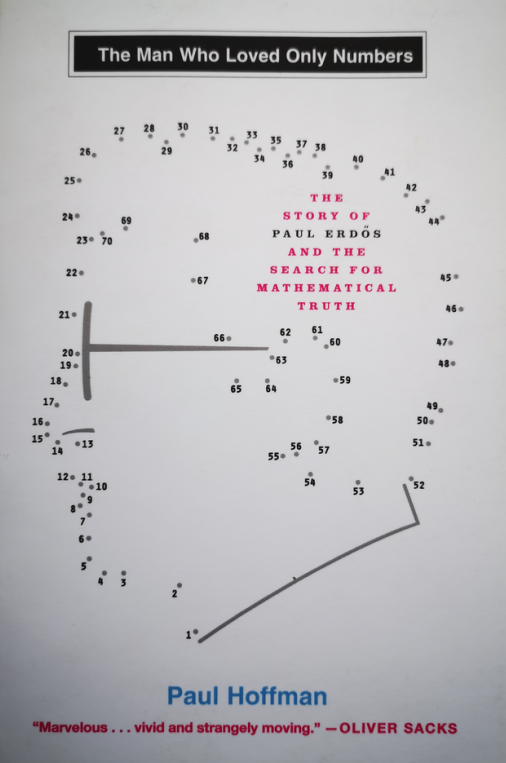 The Man Who Loved Only Numbers
27 28 30 31 33 35 37 38
29 32 34 36 39 40
26 41
25 42
43
24 44
69
23 70 68
THE
STORY OF
PAUL ERDŐS
AND THE
SEARCH FOR
MATHEMATICAL
TRUTH
22 67 45
21 46
66 62 61
60 47
20 63
19 48
18 65 64 59
17 49
16 58 50
15 14 13 51
55 56 57
12 11 10 54 53 52
9
8
7
6
5
4 3 2
1
Paul Hoffman
“Marvelous . . . vivid and strangely moving.” —OLIVER SACKS